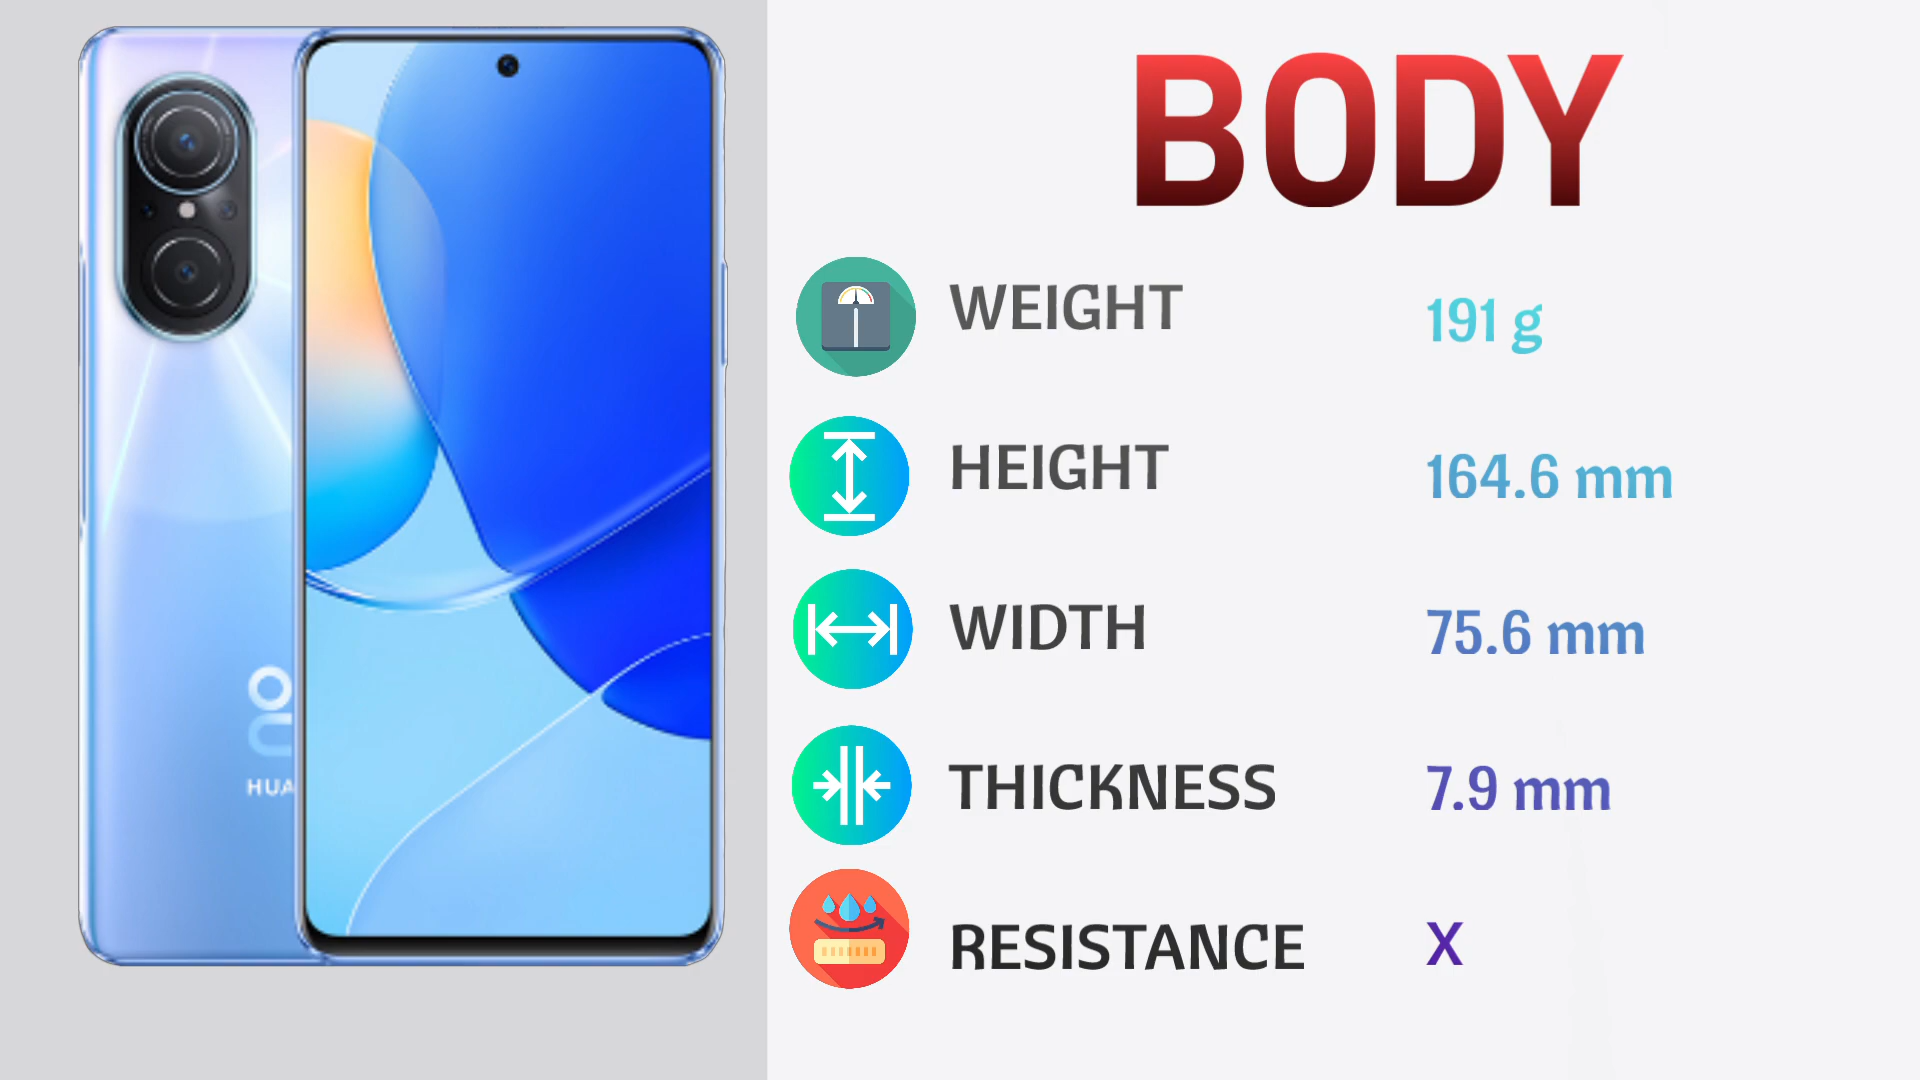 BODY
WEIGHT 191 g
HEIGHT 164.6 mm
WIDTH 75.6 mm
THICKNESS 7.9 mm
RESISTANCE X
HUA